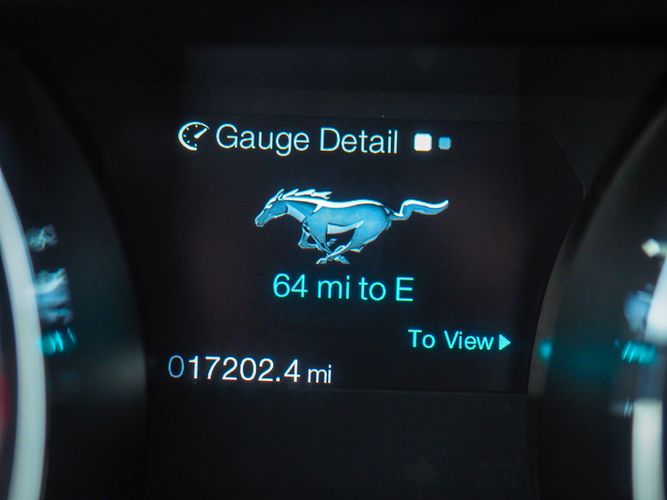 Gauge Detail
64 mi to E
To View
017202.4 mi